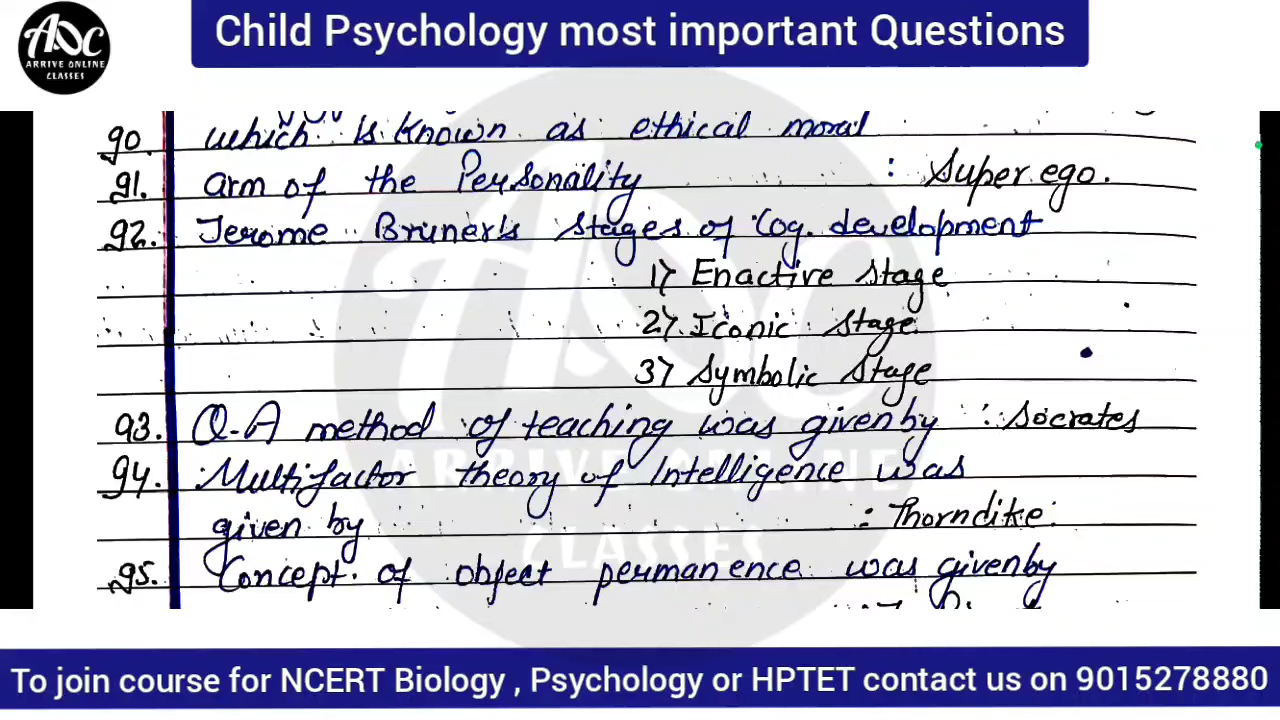 ASC
ARRIVE ONLINE
CLASSES
Child Psychology most important Questions
90. which is known as ethical moral
91. arm of the Personality : Super ego.
92. Jerome Bruner's stages of Cog. development
1) Enactive Stage
2) Iconic Stage
3) Symbolic Stage
93. Q-A method of teaching was given by : Socrates
94. Multifactor theory of Intelligence was
given by : Thorndike
95. Concept of object permanence was given by
ARRIVE ONLINE
CLASSES
To join course for NCERT Biology , Psychology or HPTET contact us on 9015278880